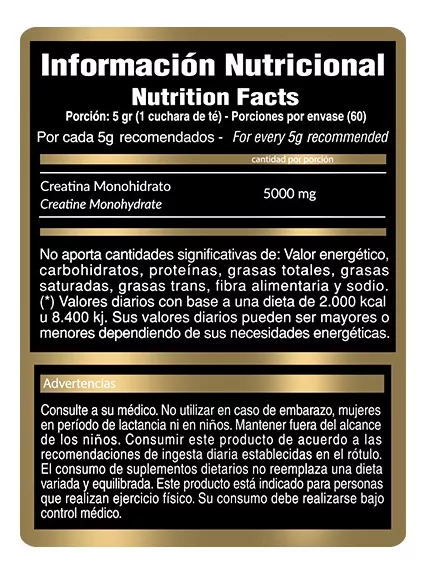 Información Nutricional
Nutrition Facts
Porción: 5 gr (1 cuchara de té) - Porciones por envase (60)
Por cada 5g recomendados - For every 5g recommended
cantidad por porción
Creatina Monohidrato
5000 mg
Creatine Monohydrate
No aporta cantidades significativas de: Valor energético,
carbohidratos, proteínas, grasas totales, grasas
saturadas, grasas trans, fibra alimentaria y sodio.
(*) Valores diarios con base a una dieta de 2.000 kcal
u 8.400 kj. Sus valores diarios pueden ser mayores o
menores dependiendo de sus necesidades energéticas.
Advertencias
Consulte a su médico. No utilizar en caso de embarazo, mujeres
en período de lactancia ni en niños. Mantener fuera del alcance
de los niños. Consumir este producto de acuerdo a las
recomendaciones de ingesta diaria establecidas en el rótulo.
El consumo de suplementos dietarios no reemplaza una dieta
variada y equilibrada. Este producto está indicado para personas
que realizan ejercicio físico. Su consumo debe realizarse bajo
control médico.